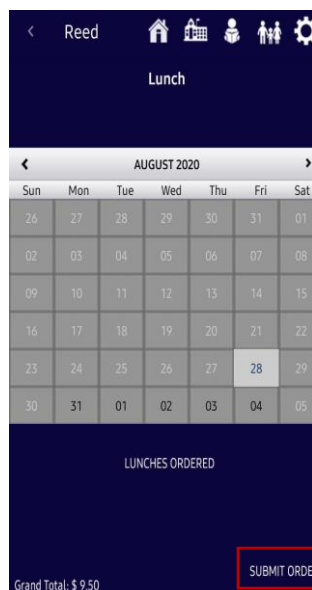 Reed
Lunch
AUGUST 2020
Sun Mon Tue Wed Thu Fri Sat
26 27 28 29 30 31 01
02 03 04 05 06 07 08
09 10 11 12 13 14 15
16 17 18 19 20 21 22
23 24 25 26 27 28 29
30 31 01 02 03 04 05
LUNCHES ORDERED
SUBMIT ORDE
Grand Total: $ 9.50